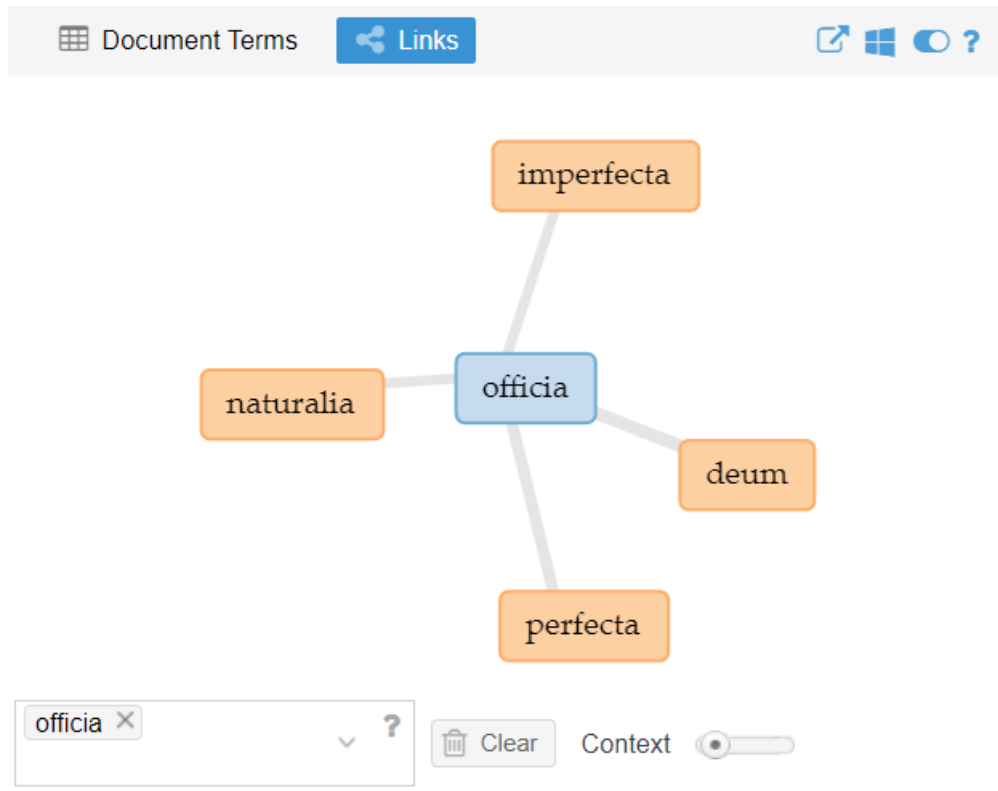 Document Terms Links ?
imperfecta
officia
naturalia
deum
perfecta
officia × ? Clear Context